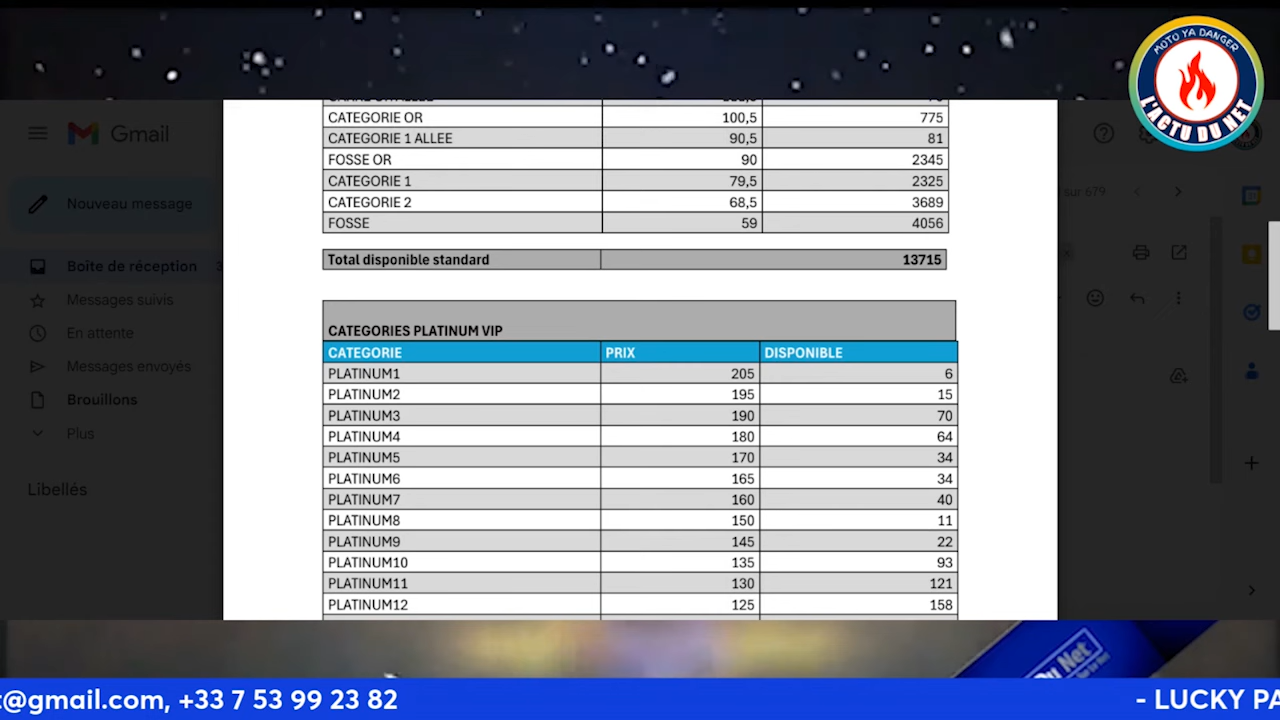 MOTO YA DANGER
L'ACTU DU NET
Gmail
Nouveau message
Boîte de réception
Messages suivis
En attente
Messages envoyés
Brouillons
Plus
Libellés
sur 679
CATEGORIE OR 100,5 775
CATEGORIE 1 ALLEE 90,5 81
FOSSE OR 90 2345
CATEGORIE 1 79,5 2325
CATEGORIE 2 68,5 3689
FOSSE 59 4056
Total disponible standard 13715
CATEGORIES PLATINUM VIP
CATEGORIE PRIX DISPONIBLE
PLATINUM1 205 6
PLATINUM2 195 15
PLATINUM3 190 70
PLATINUM4 180 64
PLATINUM5 170 34
PLATINUM6 165 34
PLATINUM7 160 40
PLATINUM8 150 11
PLATINUM9 145 22
PLATINUM10 135 93
PLATINUM11 130 121
PLATINUM12 125 158
Du Net
t@gmail.com, +33 7 53 99 23 82 - LUCKY PA